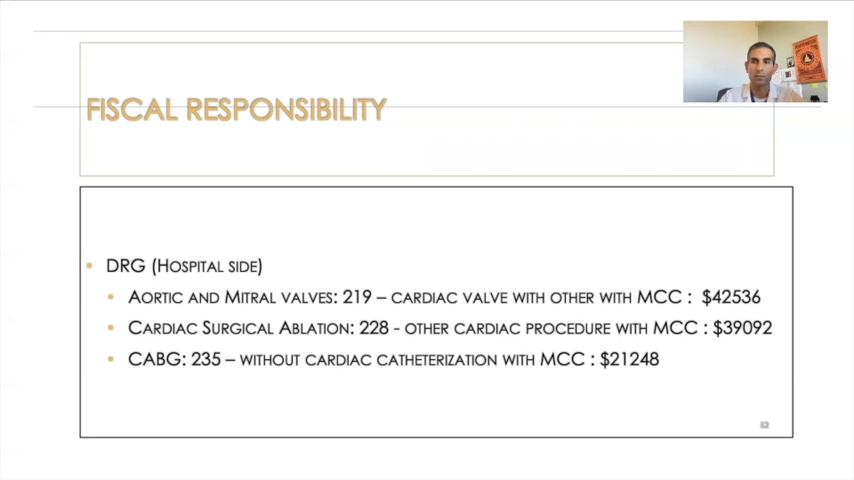 FISCAL RESPONSIBILITY
• DRG (HOSPITAL SIDE)
• AORTIC AND MITRAL VALVES: 219 – CARDIAC VALVE WITH OTHER WITH MCC : $42536
• CARDIAC SURGICAL ABLATION: 228 - OTHER CARDIAC PROCEDURE WITH MCC : $39092
• CABG: 235 – WITHOUT CARDIAC CATHETERIZATION WITH MCC : $21248